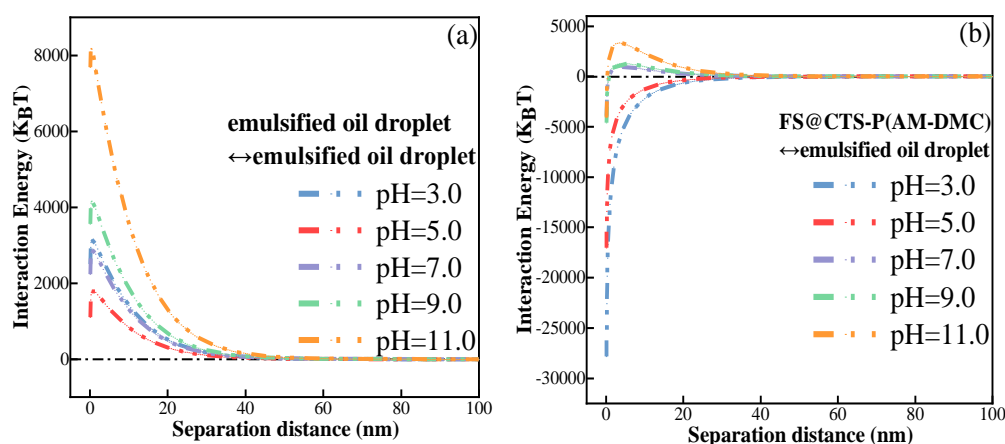 (a)
Interaction Energy (KBT)
8000
6000
4000
2000
0
emulsified oil droplet
↔emulsified oil droplet
pH=3.0
pH=5.0
pH=7.0
pH=9.0
pH=11.0
0 20 40 60 80 100
Separation distance (nm)
(b)
Interaction Energy (KBT)
5000
0
-5000
-10000
-15000
-20000
-25000
-30000
FS@CTS-P(AM-DMC)
↔emulsified oil droplet
pH=3.0
pH=5.0
pH=7.0
pH=9.0
pH=11.0
0 20 40 60 80 100
Separation distance (nm)